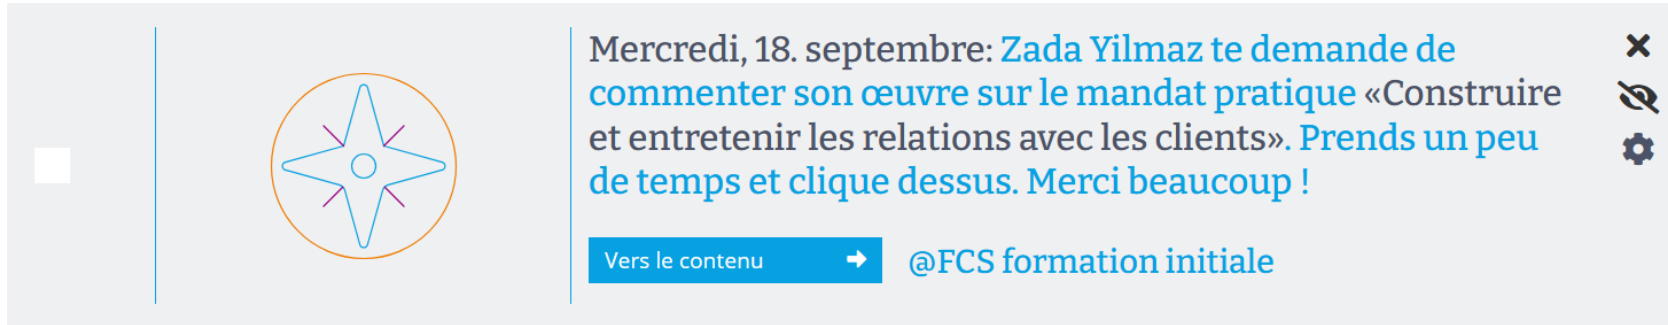 Mercredi, 18. septembre: Zada Yilmaz te demande de
commenter son œuvre sur le mandat pratique «Construire
et entretenir les relations avec les clients». Prends un peu
de temps et clique dessus. Merci beaucoup !
Vers le contenu
@FCS formation initiale